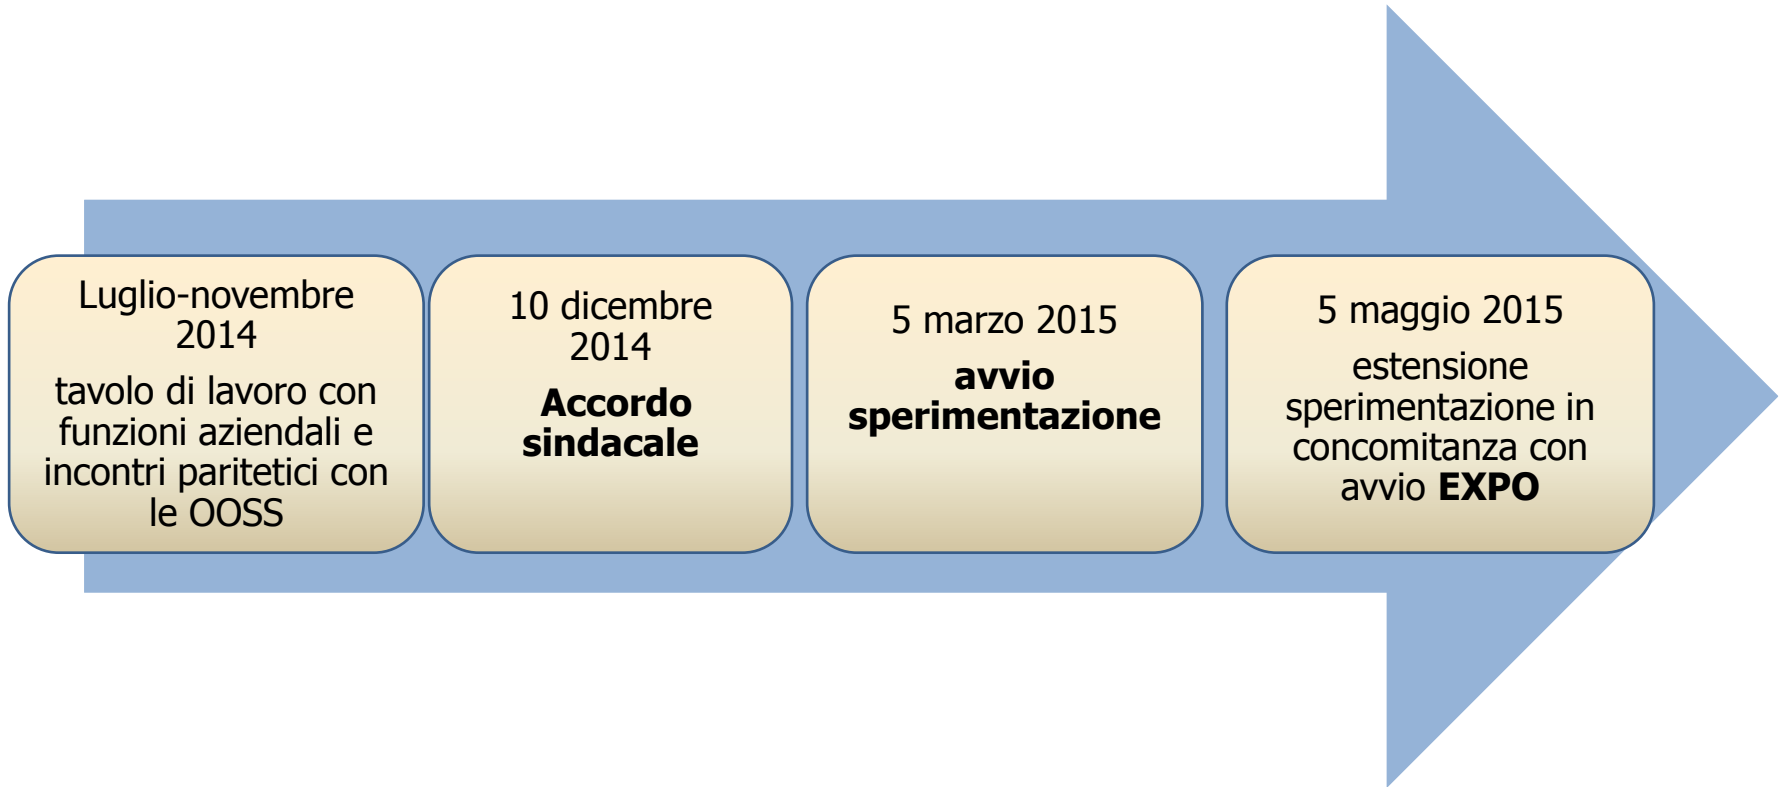 Luglio-novembre
2014
tavolo di lavoro con
funzioni aziendali e
incontri paritetici con
le OOSS
10 dicembre
2014
Accordo
sindacale
5 marzo 2015
avvio
sperimentazione
5 maggio 2015
estensione
sperimentazione in
concomitanza con
avvio EXPO